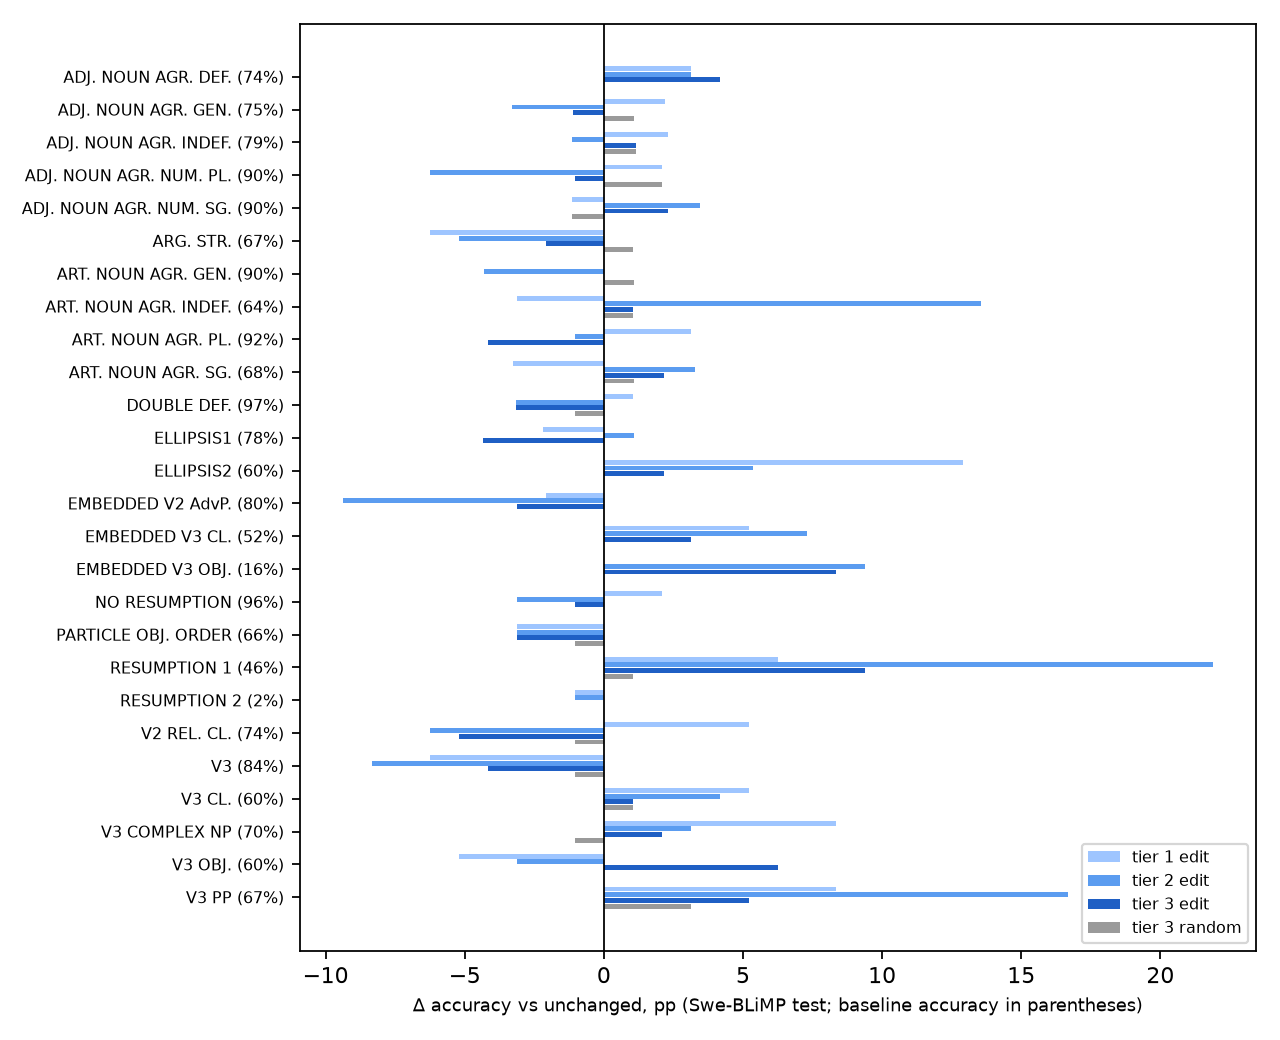 ADJ. NOUN AGR. DEF. (74%)
ADJ. NOUN AGR. GEN. (75%)
ADJ. NOUN AGR. INDEF. (79%)
ADJ. NOUN AGR. NUM. PL. (90%)
ADJ. NOUN AGR. NUM. SG. (90%)
ARG. STR. (67%)
ART. NOUN AGR. GEN. (90%)
ART. NOUN AGR. INDEF. (64%)
ART. NOUN AGR. PL. (92%)
ART. NOUN AGR. SG. (68%)
DOUBLE DEF. (97%)
ELLIPSIS1 (78%)
ELLIPSIS2 (60%)
EMBEDDED V2 AdvP. (80%)
EMBEDDED V3 CL. (52%)
EMBEDDED V3 OBJ. (16%)
NO RESUMPTION (96%)
PARTICLE OBJ. ORDER (66%)
RESUMPTION 1 (46%)
RESUMPTION 2 (2%)
V2 REL. CL. (74%)
V3 (84%)
V3 CL. (60%)
V3 COMPLEX NP (70%)
V3 OBJ. (60%)
V3 PP (67%)
tier 1 edit
tier 2 edit
tier 3 edit
tier 3 random
−10 −5 0 5 10 15 20
Δ accuracy vs unchanged, pp (Swe-BLiMP test; baseline accuracy in parentheses)